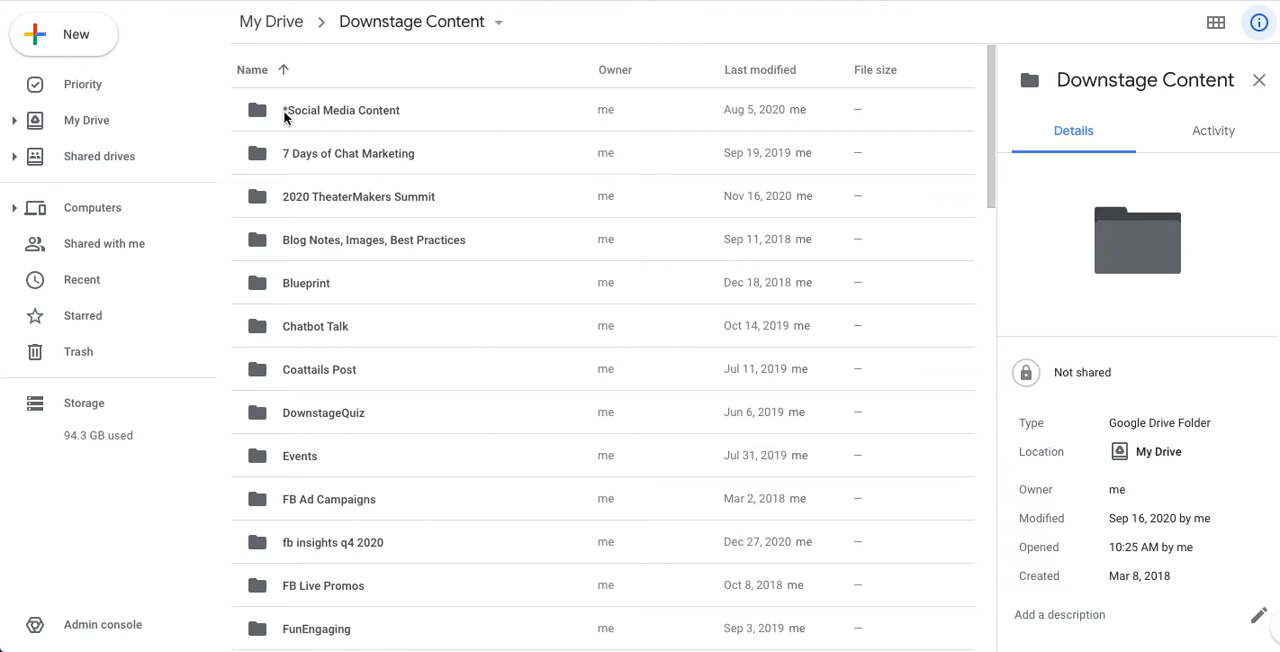 New
Priority
My Drive
Shared drives
Computers
Shared with me
Recent
Starred
Trash
Storage
94.3 GB used
Admin console
My Drive > Downstage Content
Name Owner Last modified File size
*Social Media Content me Aug 5, 2020 me —
7 Days of Chat Marketing me Sep 19, 2019 me —
2020 TheaterMakers Summit me Nov 16, 2020 me —
Blog Notes, Images, Best Practices me Sep 11, 2018 me —
Blueprint me Dec 18, 2018 me —
Chatbot Talk me Oct 14, 2019 me —
Coattails Post me Jul 11, 2019 me —
DownstageQuiz me Jun 6, 2019 me —
Events me Jul 31, 2019 me —
FB Ad Campaigns me Mar 2, 2018 me —
fb insights q4 2020 me Dec 27, 2020 me —
FB Live Promos me Oct 8, 2018 me —
FunEngaging me Sep 3, 2019 me —
Downstage Content
Details Activity
Not shared
Type Google Drive Folder
Location My Drive
Owner me
Modified Sep 16, 2020 by me
Opened 10:25 AM by me
Created Mar 8, 2018
Add a description